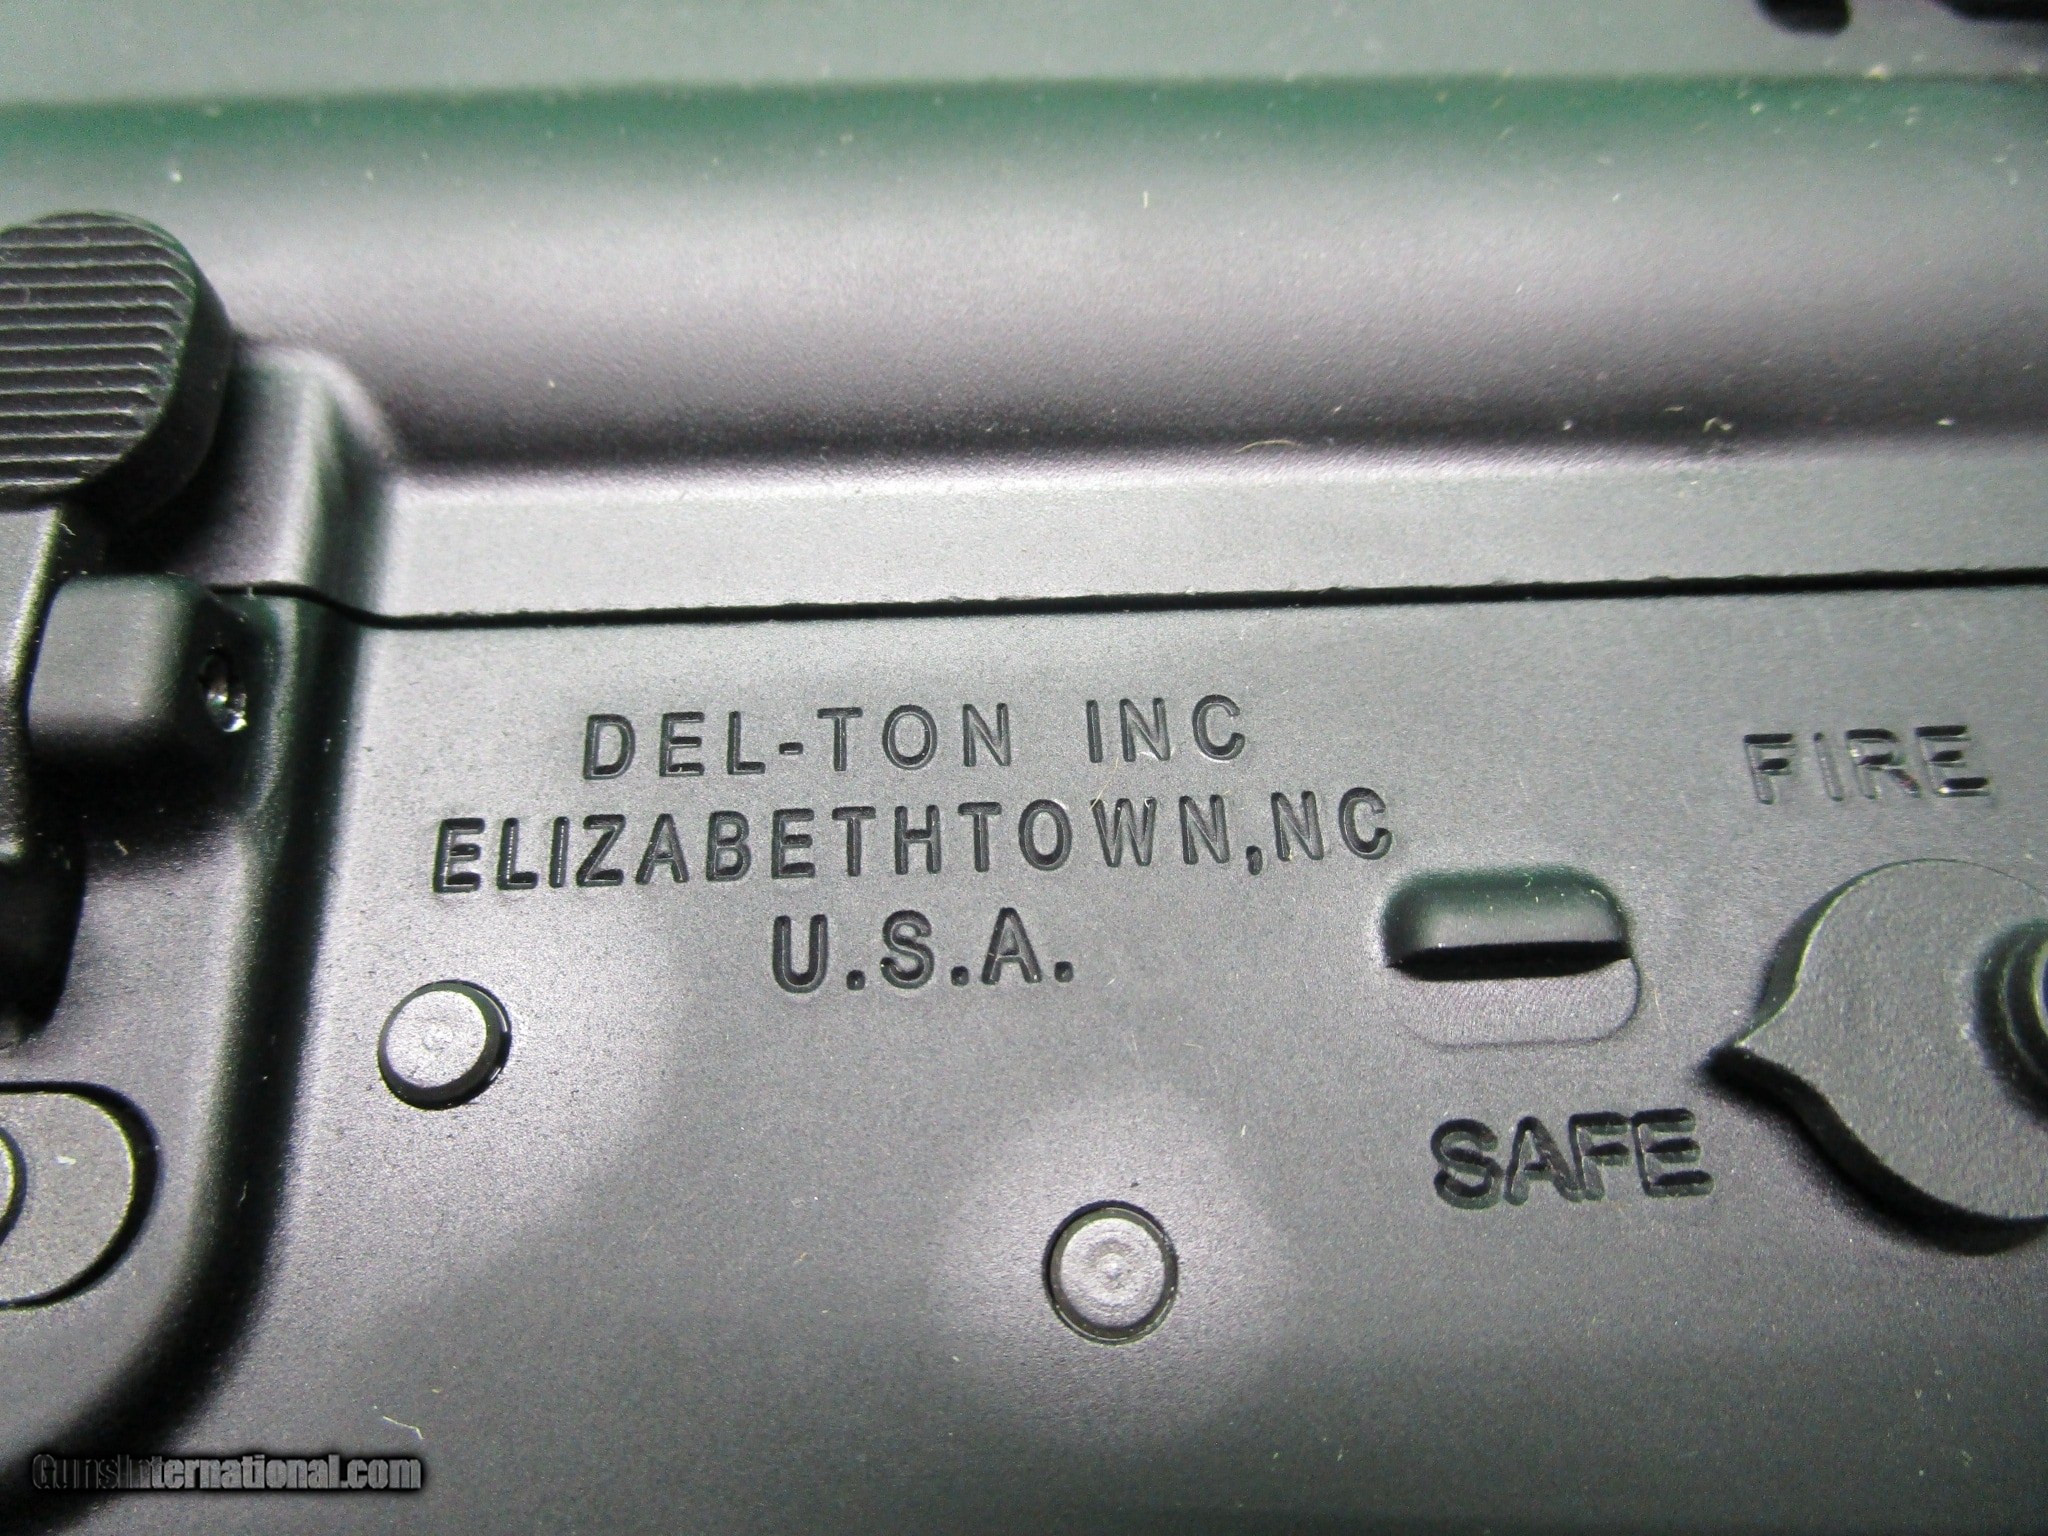 DEL-TON INC
ELIZABETHTOWN,NC
U.S.A.
FIRE
SAFE
GunsInternational.com